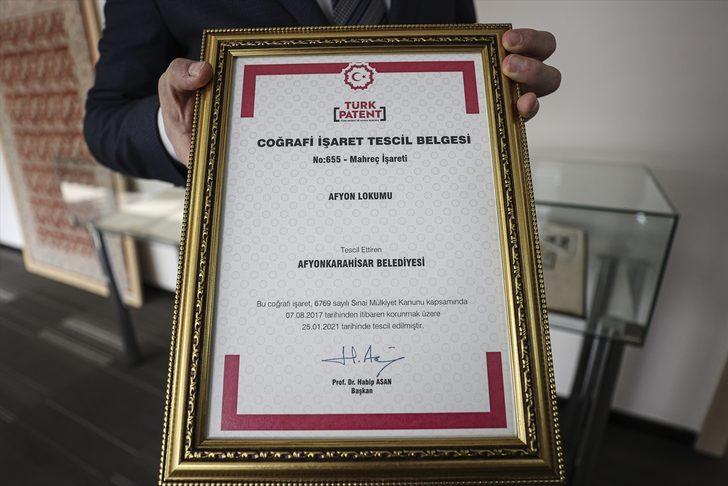 TÜRK
PATENT
COĞRAFİ İŞARET TESCİL BELGESİ
No:655 - Mahreç İşareti
AFYON LOKUMU
Tescil Ettiren
AFYONKARAHİSAR BELEDİYESİ
Bu coğrafi işaret, 6769 sayılı Sınai Mülkiyet Kanunu kapsamında
07.08.2017 tarihinden itibaren korunmak üzere
25.01.2021 tarihinde tescil edilmiştir.
Prof. Dr. Habip ASAN
Başkan